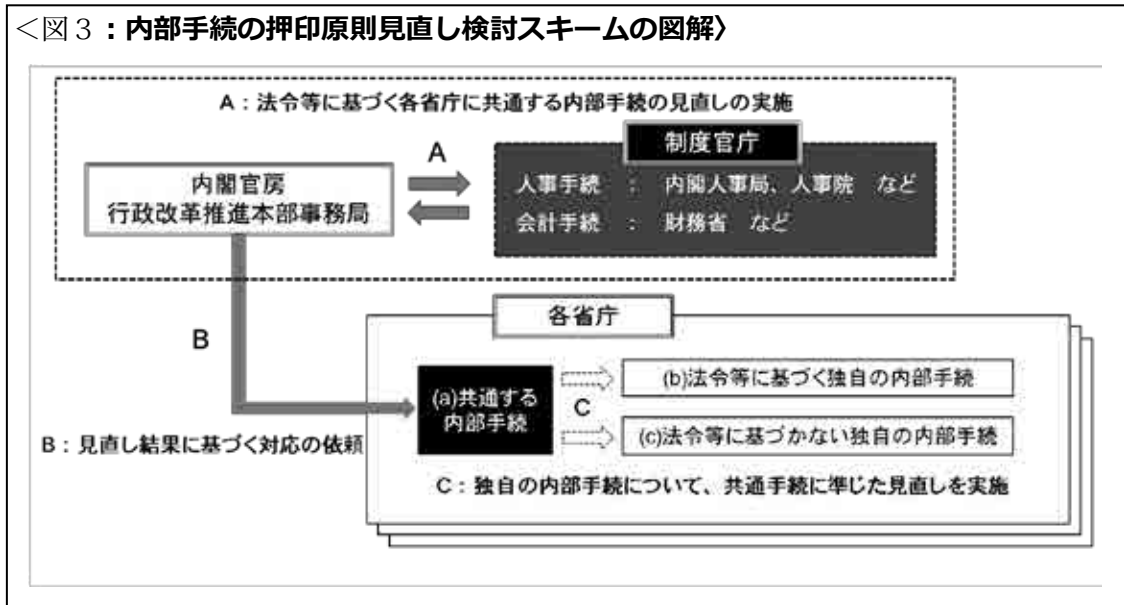 ＜図３：内部手続の押印原則見直し検討スキームの図解〉
A：法令等に基づく各省庁に共通する内部手続の見直しの実施
制度官庁
A
内閣官房
行政改革推進本部事務局
人事手続　：　内閣人事局、人事院　など
会計手続　：　財務省　など
各省庁
B
(a)共通する
内部手続
C
(b)法令等に基づく独自の内部手続
(c)法令等に基づかない独自の内部手続
B：見直し結果に基づく対応の依頼
C：独自の内部手続について、共通手続に準じた見直しを実施